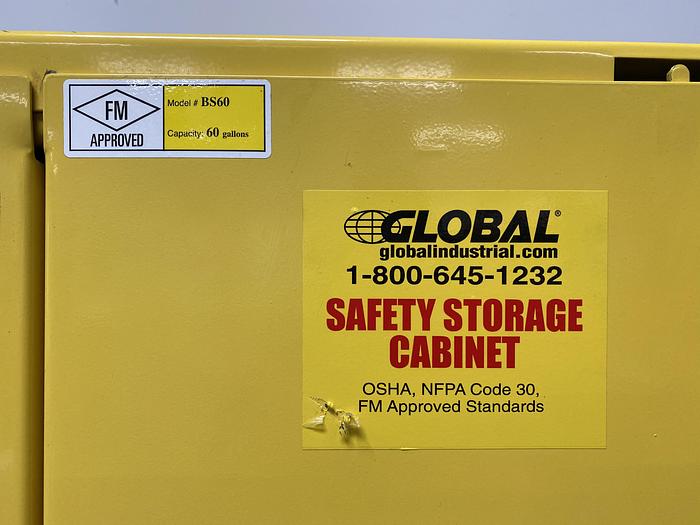 FM
APPROVED
Model # BS60
Capacity: 60 gallons
GLOBAL®
globalindustrial.com
1-800-645-1232
SAFETY STORAGE
CABINET
OSHA, NFPA Code 30,
FM Approved Standards